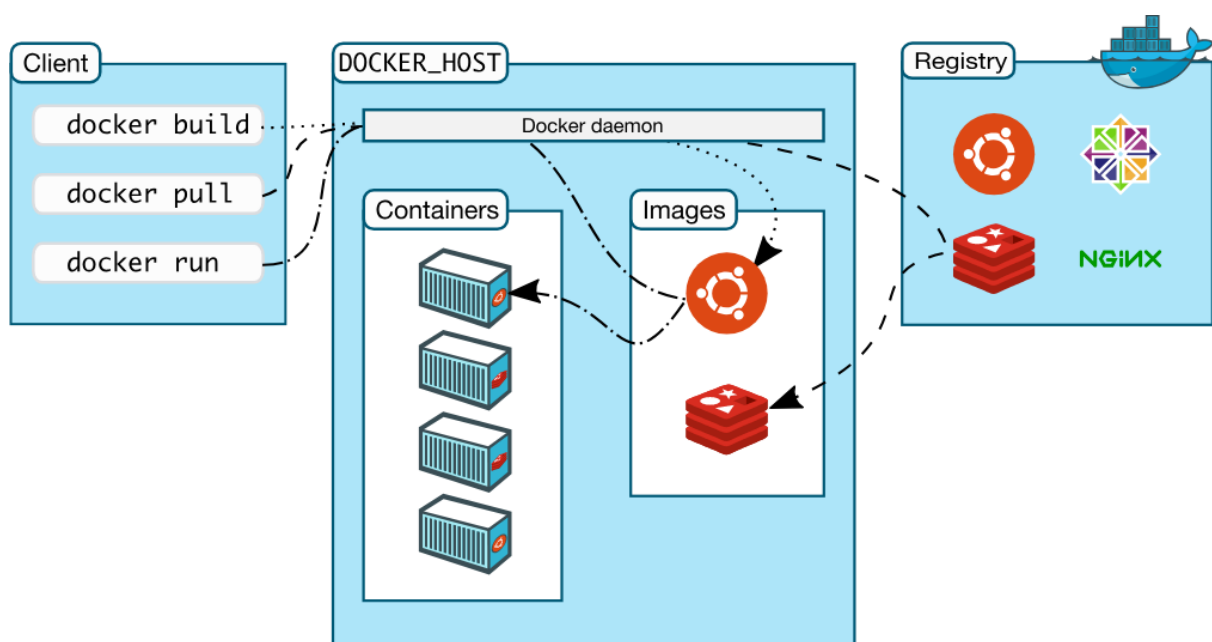 Client
docker build
docker pull
docker run
DOCKER_HOST
Docker daemon
Containers
Images
Registry
NGiNX